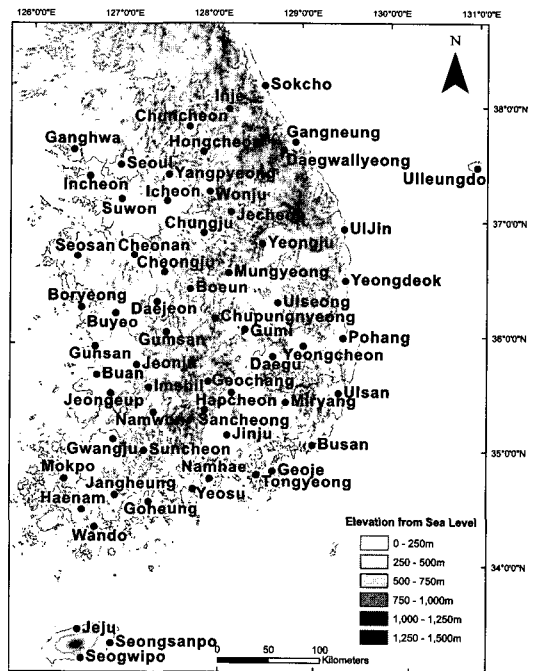 126°0'0"E 127°0'0"E 128°0'0"E 129°0'0"E 130°0'0"E 131°0'0"E
N
Sokcho
Inje
38°0'0"N
Chuncheon
Gangneung
Ganghwa
Hongcheon
Daegwallyeong
Seoul
Yangpyeong
Ulleungdo
Incheon
Icheon
Wonju
Suwon
Jecheon
37°0'0"N
Chungju
UlJin
Seosan
Cheonan
Yeongju
Cheongju
Mungyeong
Yeongdeok
Boeun
Boryeong
Uiseong
Daejeon
Chupungnyeong
Buyeo
Gumi
36°0'0"N
Gumsan
Pohang
Gunsan
Yeongcheon
Jeonju
Daegu
Buan
Geochang
Imshil
Ulsan
Jeongeup
Hapcheon
Miryang
Namwon
Sancheong
Jinju
Busan
Gwangju
Suncheon
35°0'0"N
Mokpo
Namhae
Geoje
Jangheung
Tongyeong
Haenam
Yeosu
Goheung
Wando
Elevation from Sea Level
0 - 250m
250 - 500m
500 - 750m
34°0'0"N
750 - 1,000m
1,000 - 1,250m
1,250 - 1,500m
Jeju
Seongsanpo
Seogwipo
0 50 100
Kilometers